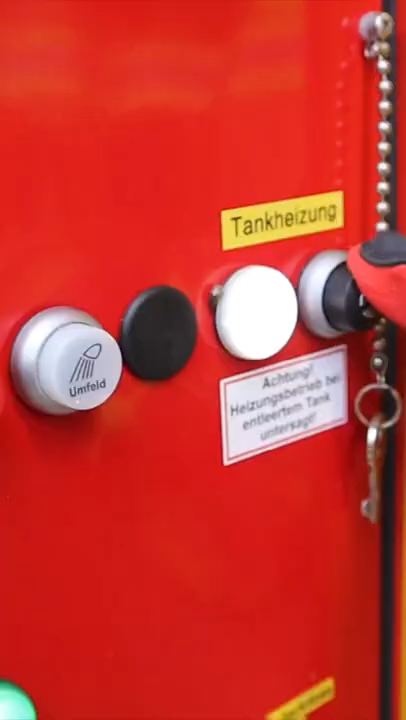 Tankheizung
Umfeld
Achtung!
Heizungsbetrieb bei
entleertem Tank
untersagt!